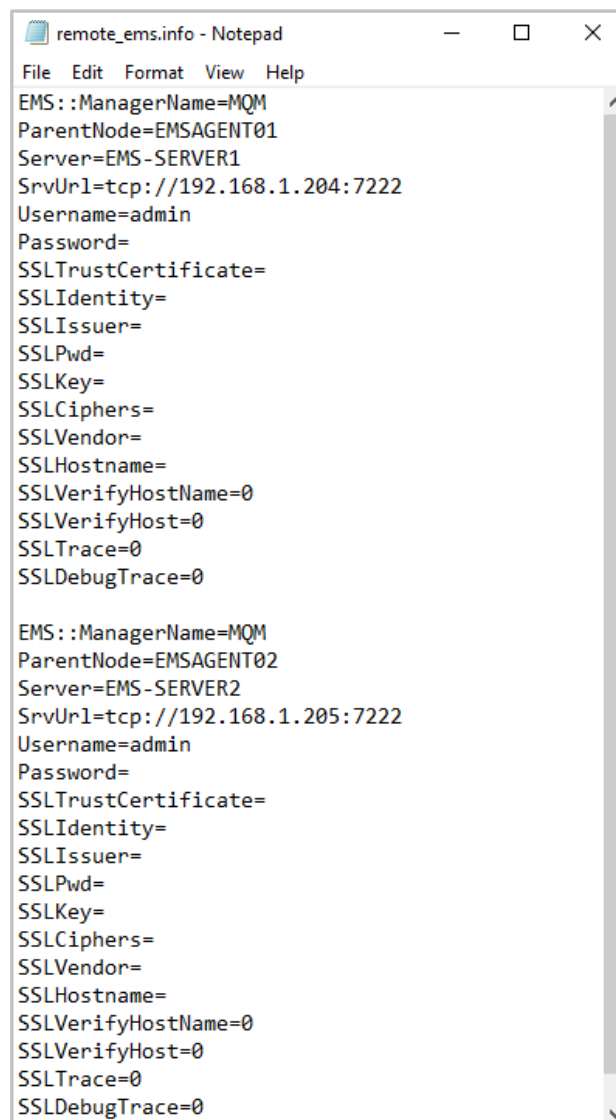 remote_ems.info - Notepad
File Edit Format View Help
EMS::ManagerName=MQM
ParentNode=EMSAGENT01
Server=EMS-SERVER1
SrvUrl=tcp://192.168.1.204:7222
Username=admin
Password=
SSLTrustCertificate=
SSLIdentity=
SSLIssuer=
SSLPwd=
SSLKey=
SSLCiphers=
SSLVendor=
SSLHostname=
SSLVerifyHostName=0
SSLVerifyHost=0
SSLTrace=0
SSLDebugTrace=0

EMS::ManagerName=MQM
ParentNode=EMSAGENT02
Server=EMS-SERVER2
SrvUrl=tcp://192.168.1.205:7222
Username=admin
Password=
SSLTrustCertificate=
SSLIdentity=
SSLIssuer=
SSLPwd=
SSLKey=
SSLCiphers=
SSLVendor=
SSLHostname=
SSLVerifyHostName=0
SSLVerifyHost=0
SSLTrace=0
SSLDebugTrace=0